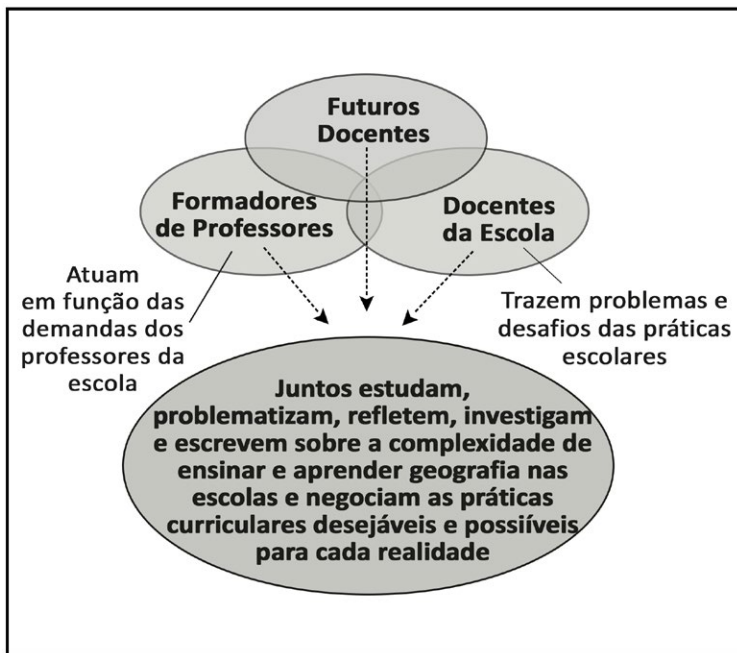 Futuros
Docentes
Formadores
de Professores
Docentes
da Escola
Atuam
em função das
demandas dos
professores da
escola
Trazem problemas e
desafios das práticas
escolares
Juntos estudam,
problematizam, refletem, investigam
e escrevem sobre a complexidade de
ensinar e aprender geografia nas
escolas e negociam as práticas
curriculares desejáveis e possiíveis
para cada realidade